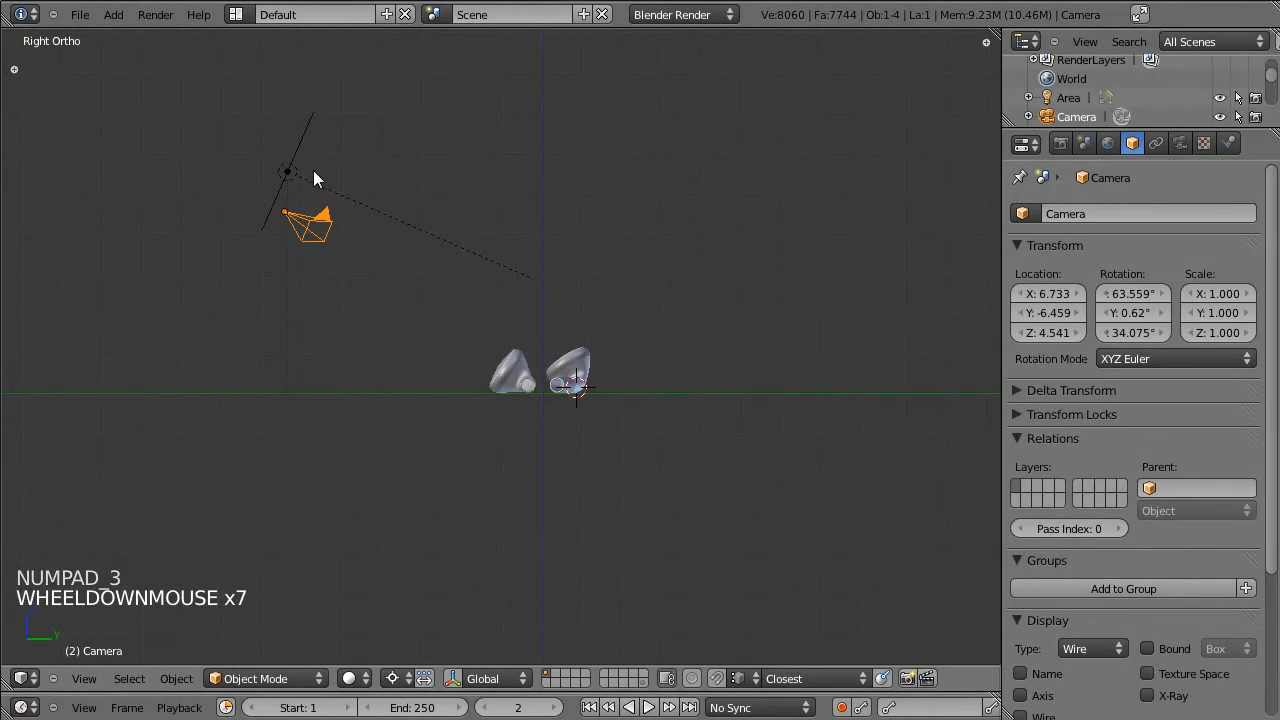 File Add Render Help Default Scene Blender Render Ve:8060 | Fa:7744 | Ob:1-4 | La:1 | Mem:9.23M (10.46M) | Camera
Right Ortho
View Search All Scenes
RenderLayers
World
Area
Camera
Camera
Camera
Transform
Location: Rotation: Scale:
X: 6.733 63.559° X: 1.000
Y: -6.459 Y: 0.62° Y: 1.000
Z: 4.541 34.075° Z: 1.000
Rotation Mode XYZ Euler
Delta Transform
Transform Locks
Relations
Layers: Parent:
Object
Pass Index: 0
Groups
Add to Group
Display
Type: Wire Bound Box
Name Texture Space
Axis X-Ray
Wire
NUMPAD_3
WHEELDOWNMOUSE x7
y
(2) Camera
View Select Object Object Mode Global Closest
View Frame Playback Start: 1 End: 250 2 No Sync